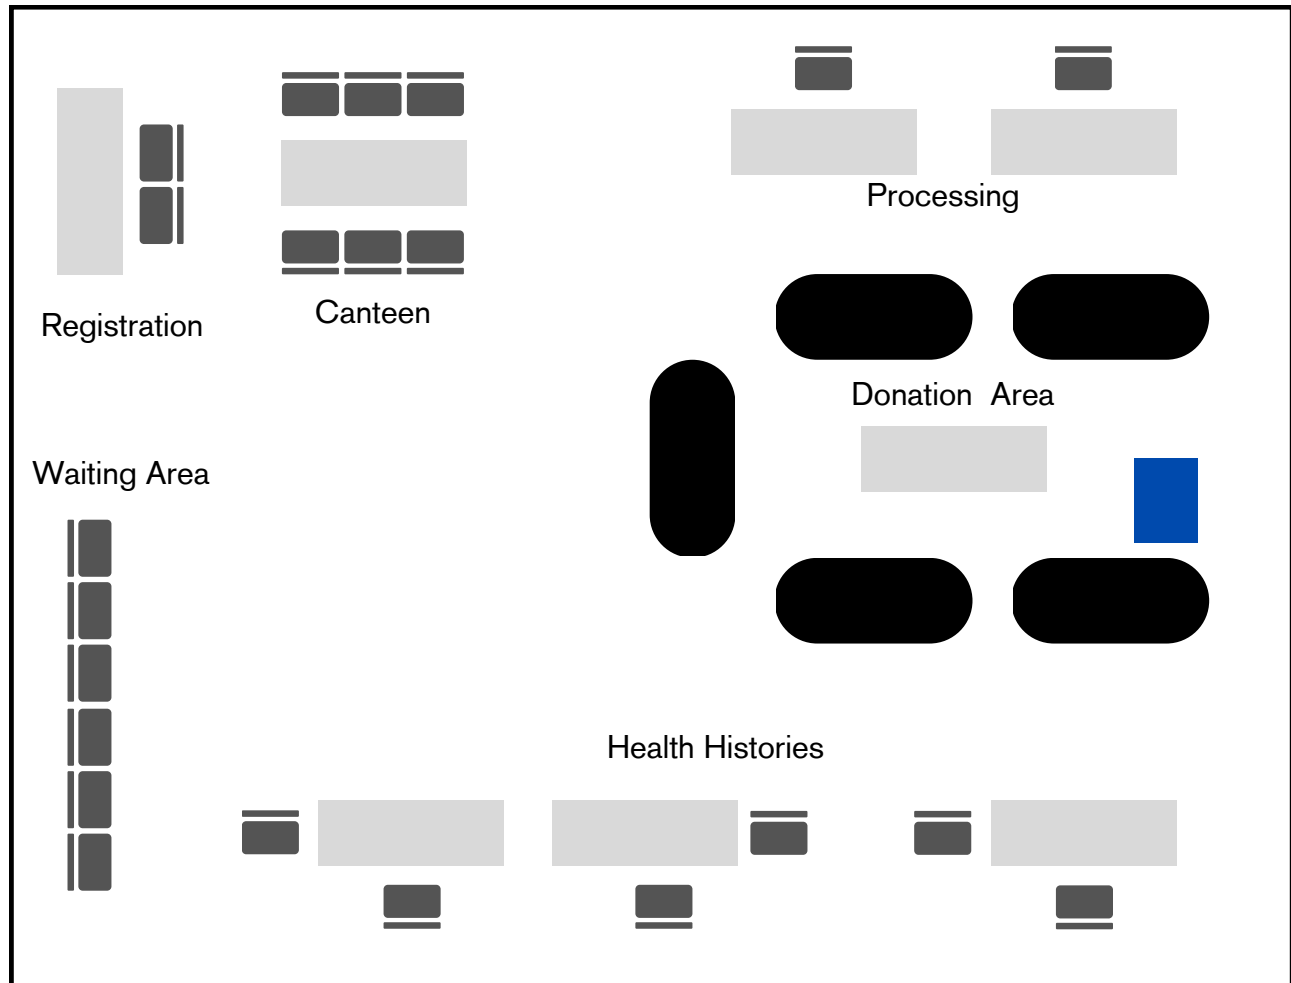 Processing
Canteen
Registration
Donation Area
Waiting Area
Health Histories